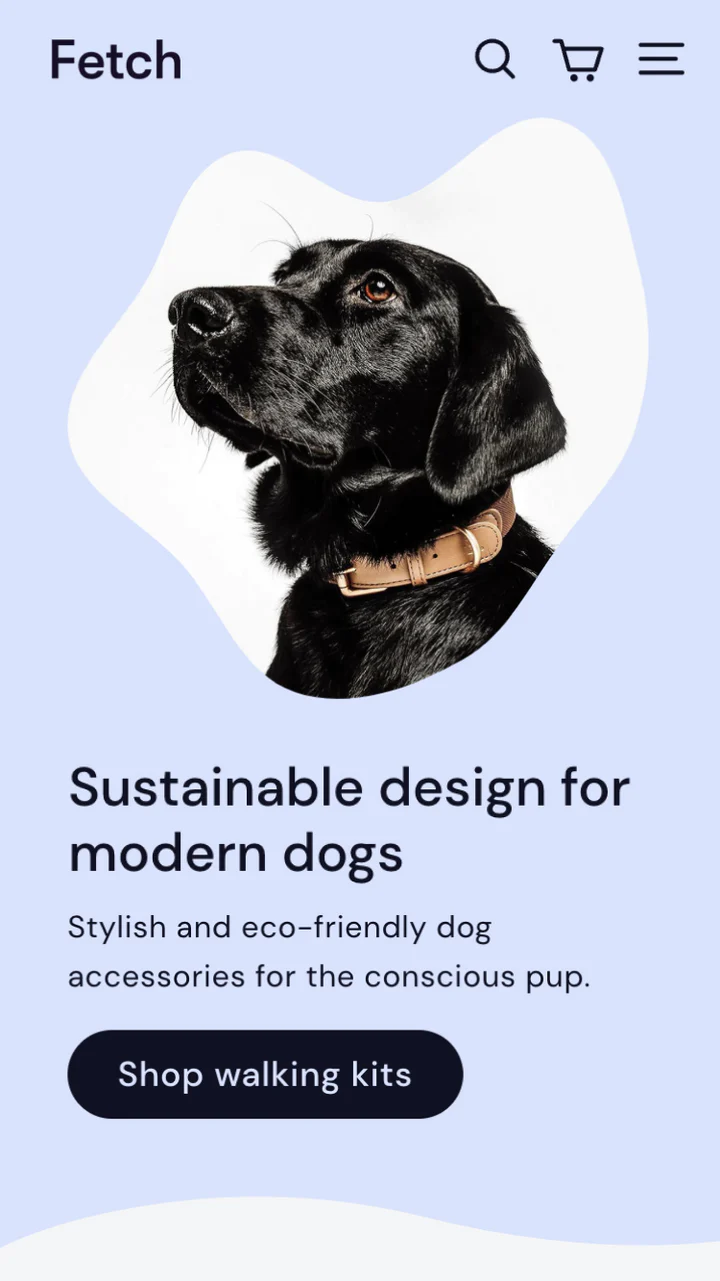 Fetch
Sustainable design for
modern dogs
Stylish and eco-friendly dog
accessories for the conscious pup.
Shop walking kits